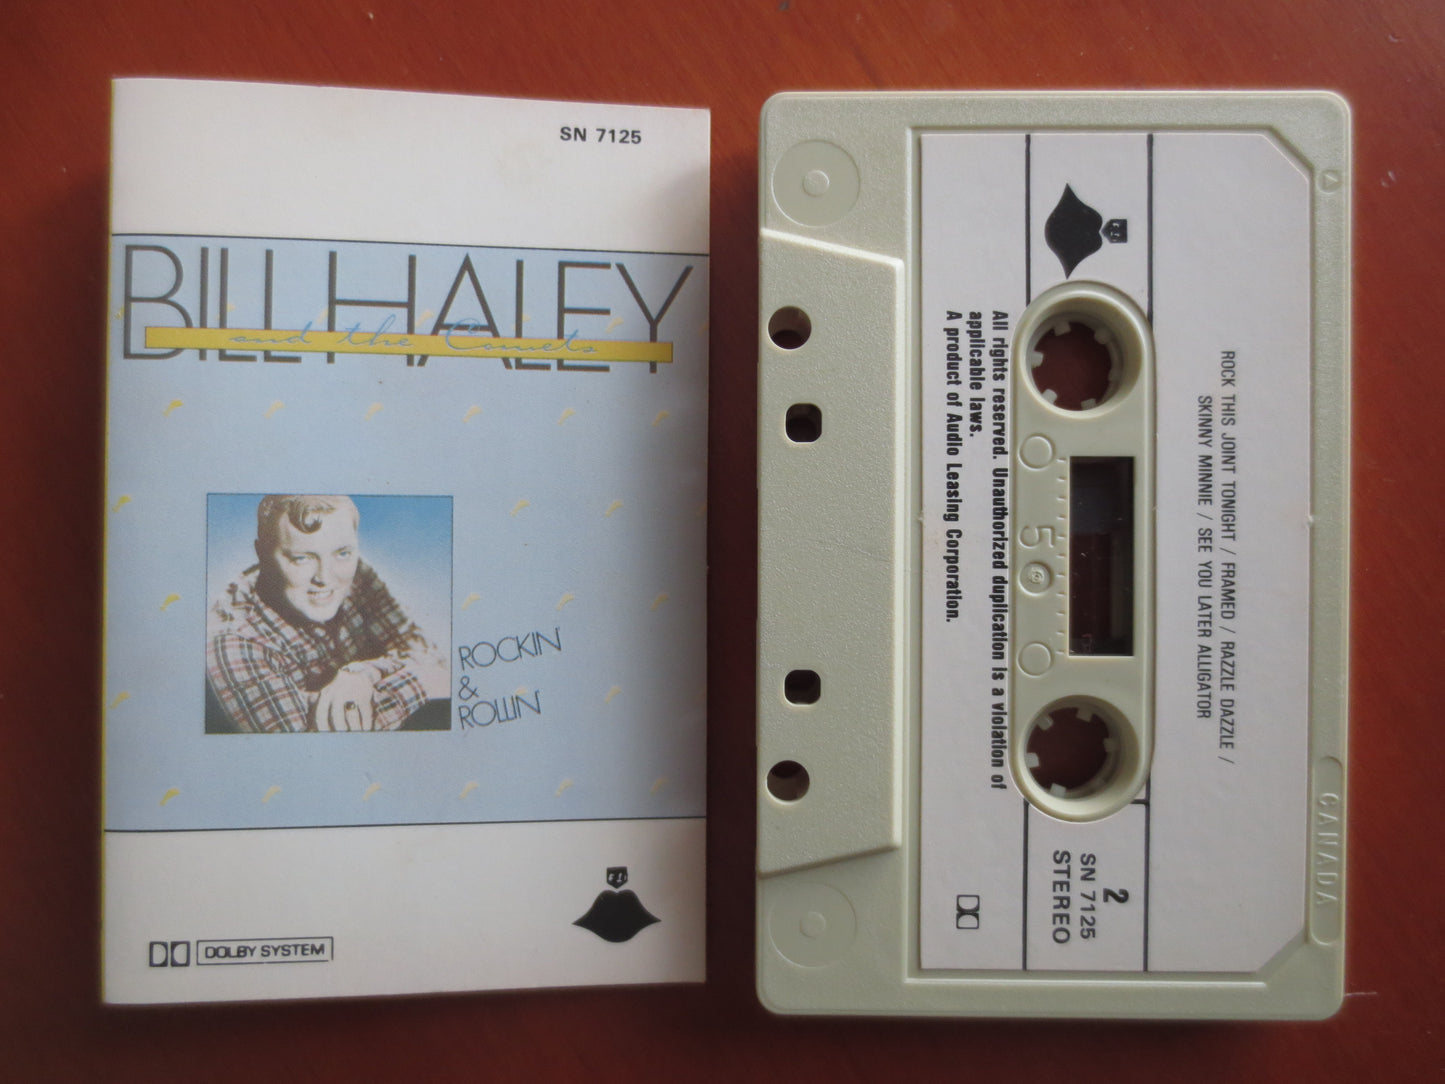 SN 7125
BILL HALEY
and the Comets
ROCKIN'
&
ROLLIN'
DOLBY SYSTEM
ROCK THIS JOINT TONIGHT / FRAMED / RAZZLE DAZZLE /
SKINNY MINNIE / SEE YOU LATER ALLIGATOR
0
50
All rights reserved. Unauthorized duplication is a violation of
applicable laws.
A product of Audio Leasing Corporation.
2
SN 7125
STEREO
CANADA